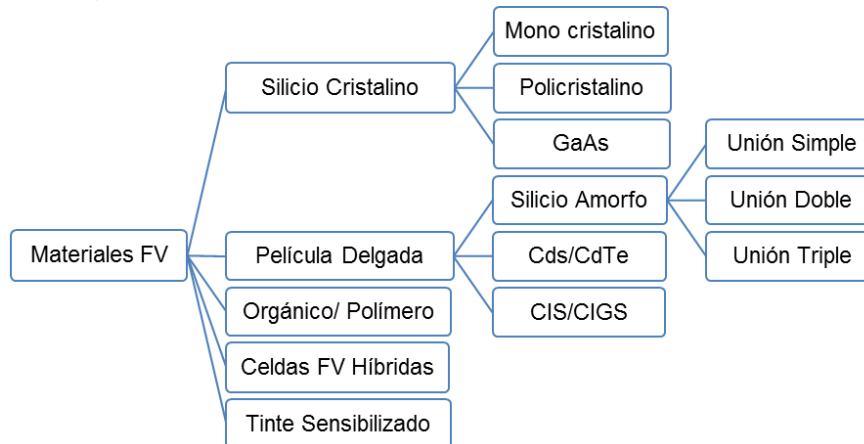 Mono cristalino
Silicio Cristalino
Policristalino
GaAs
Unión Simple
Silicio Amorfo
Unión Doble
Materiales FV
Película Delgada
Cds/CdTe
Unión Triple
Orgánico/ Polímero
CIS/CIGS
Celdas FV Híbridas
Tinte Sensibilizado